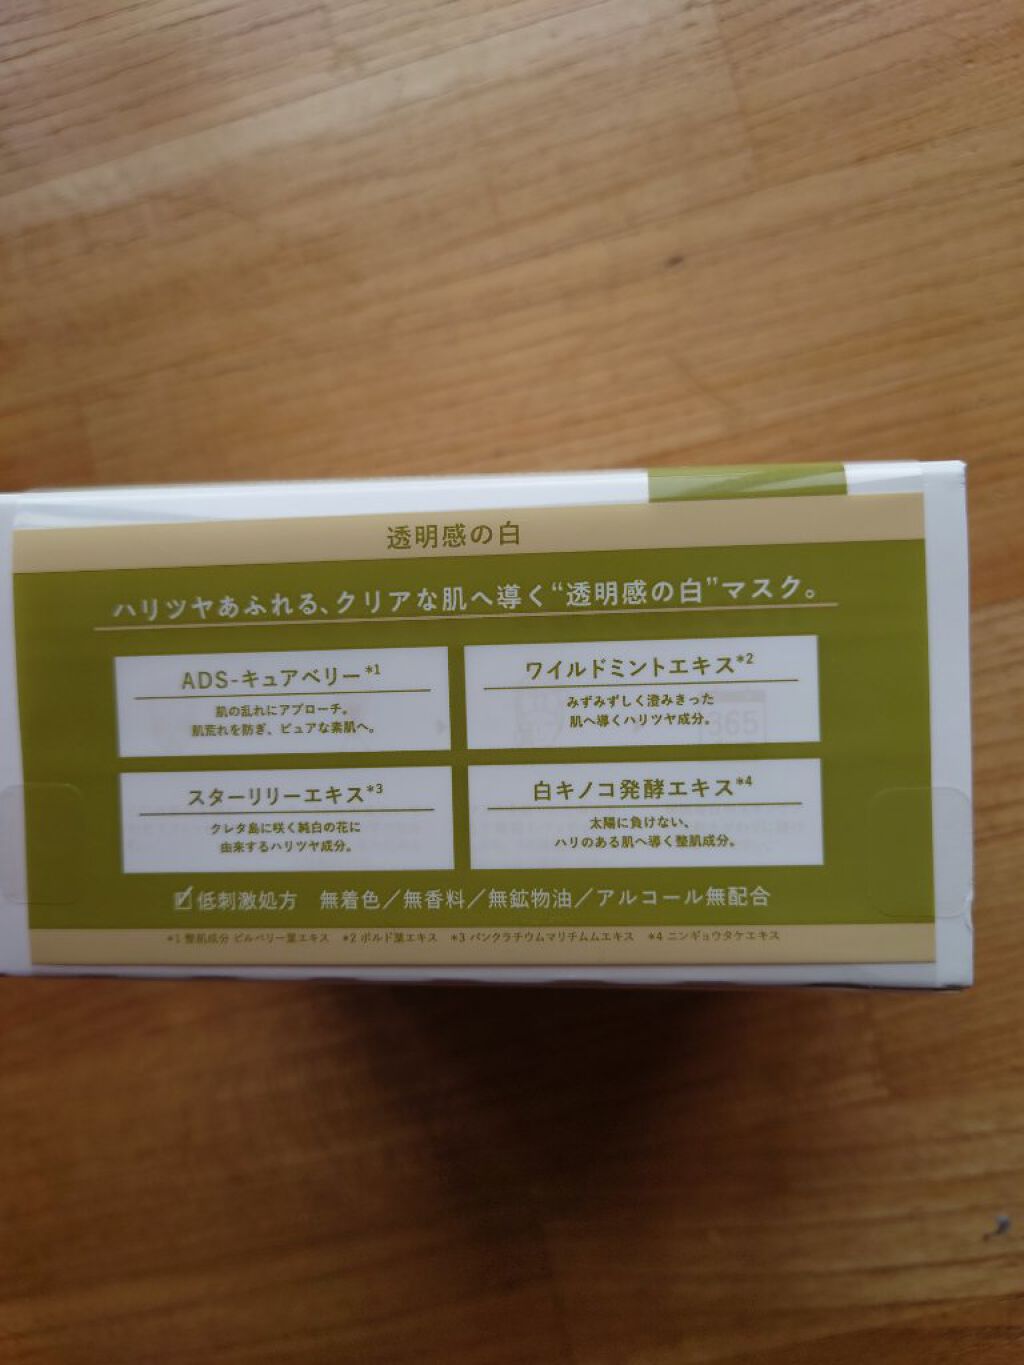 透明感の白
ハリツヤあふれる、クリアな肌へ導く“透明感の白”マスク。
ADS-キュアベリー*1
肌の乱れにアプローチ。
肌荒れを防ぎ、ピュアな素肌へ。
ワイルドミントエキス*2
みずみずしく澄みきった
肌へ導くハリツヤ成分。
スターリリーエキス*3
クレタ島に咲く純白の花に
由来するハリツヤ成分。
白キノコ発酵エキス*4
太陽に負けない、
ハリのある肌へ導く整肌成分。
低刺激処方 無着色／無香料／無鉱物油／アルコール無配合
*1 整肌成分 ビルベリー葉エキス *2 ボルド葉エキス *3 パンクラチウムマリチムムエキス *4 ニンギョウタケエキス
365